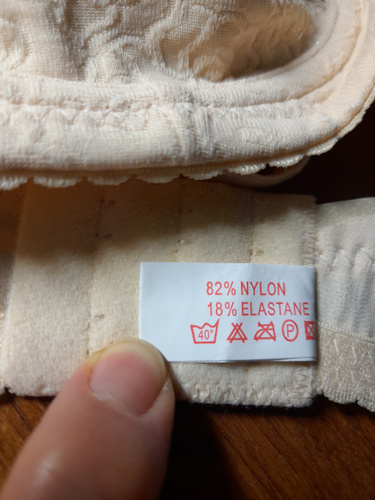 82% NYLON
18% ELASTANE
40°
P